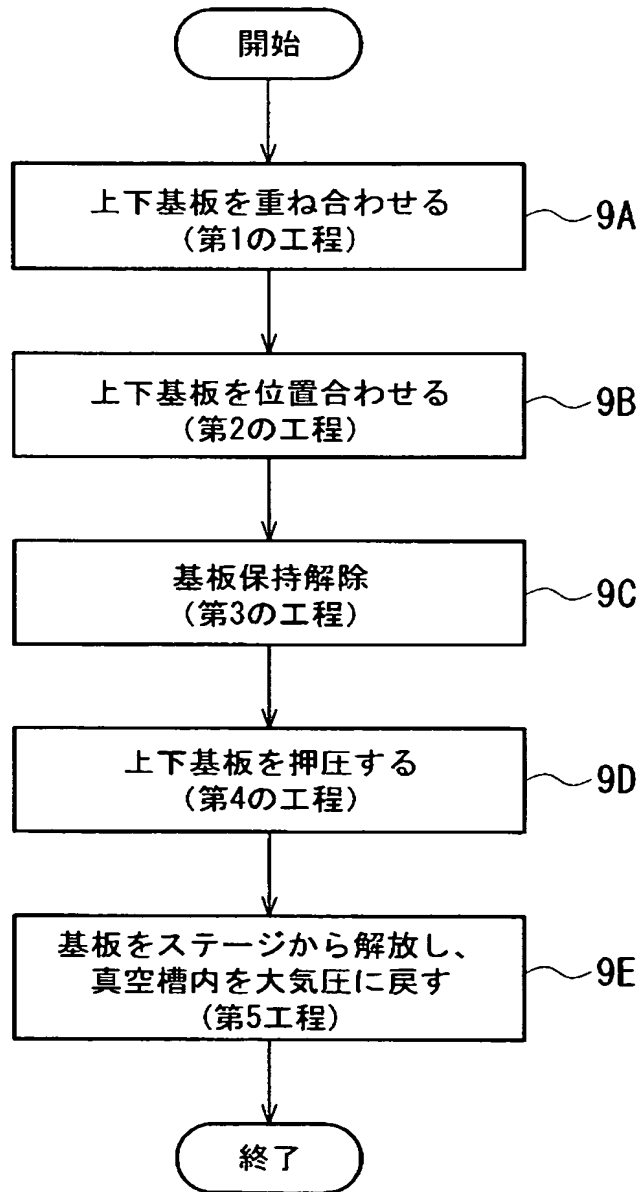 開始
上下基板を重ね合わせる
(第1の工程)
9A
上下基板を位置合わせる
(第2の工程)
9B
基板保持解除
(第3の工程)
9C
上下基板を押圧する
(第4の工程)
9D
基板をステージから解放し、
真空槽内を大気圧に戻す
(第5工程)
9E
終了